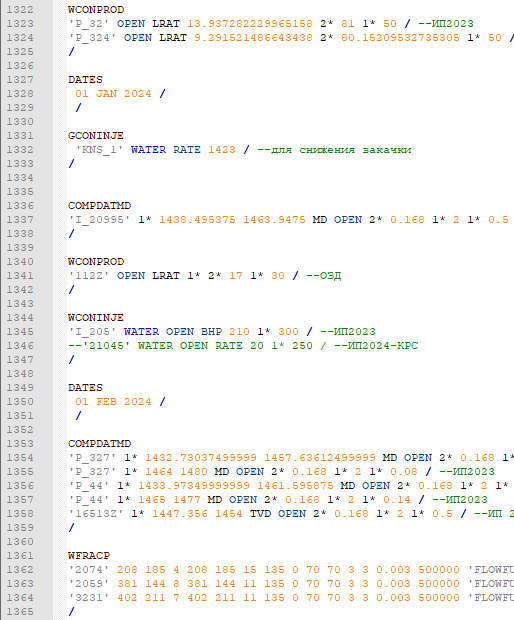 1322 WCONPROD
1323 'P_32' OPEN LRAT 13.937282229965158 2* 81 1* 50 / --ИП2023
1324 'P_324' OPEN LRAT 9.291521486643438 2* 80.15209532735305 1* 50 /
1325 /
1326
1327 DATES
1328 01 JAN 2024 /
1329 /
1330
1331 GCONINJE
1332 'KNS_1' WATER RATE 1423 / --для снижения закачки
1333 /
1334
1335
1336 COMPDATMD
1337 'I_20995' 1* 1438.495375 1463.9475 MD OPEN 2* 0.168 1* 2 1* 0.5
1338 /
1339
1340 WCONPROD
1341 '112Z' OPEN LRAT 1* 2* 17 1* 30 / --ОЗД
1342 /
1343
1344 WCONINJE
1345 'I_205' WATER OPEN BHP 210 1* 300 / --ИП2023
1346 --'21045' WATER OPEN RATE 20 1* 250 / --ИП2024-КРС
1347 /
1348
1349 DATES
1350 01 FEB 2024 /
1351 /
1352
1353 COMPDATMD
1354 'P_327' 1* 1432.73037499999 1457.63612499999 MD OPEN 2* 0.168 1*
1355 'P_327' 1* 1464 1480 MD OPEN 2* 0.168 1* 2 1* 0.08 / --ИП2023
1356 'P_44' 1* 1433.97349999999 1461.595875 MD OPEN 2* 0.168 1* 2 1*
1357 'P_44' 1* 1465 1477 MD OPEN 2* 0.168 1* 2 1* 0.14 / --ИП2023
1358 '16513Z' 1* 1447.356 1454 TVD OPEN 2* 0.168 1* 2 1* 0.5 / --ИП 2
1359 /
1360
1361 WFRACP
1362 '2074' 208 185 4 208 185 15 135 0 70 70 3 3 0.003 500000 'FLOWFU
1363 '2059' 381 144 8 381 144 11 135 0 70 70 3 3 0.003 500000 'FLOWFU
1364 '3231' 402 211 7 402 211 11 135 0 70 70 3 3 0.003 500000 'FLOWFU
1365 /